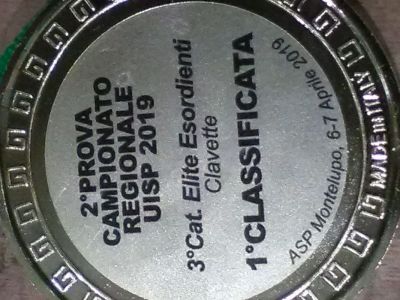 2°PROVA
CAMPIONATO
REGIONALE
UISP 2019
3°Cat. Elite Esordienti
Clavette
1°CLASSIFICATA
ASP Montelupo, 6-7 Aprile 2019
MADE IN ITALY